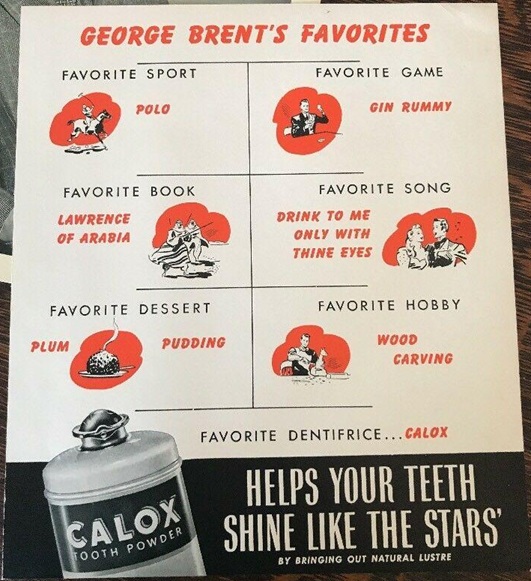 GEORGE BRENT'S FAVORITES
FAVORITE SPORT
POLO
FAVORITE GAME
GIN RUMMY
FAVORITE BOOK
LAWRENCE
OF ARABIA
FAVORITE SONG
DRINK TO ME
ONLY WITH
THINE EYES
FAVORITE DESSERT
PLUM PUDDING
FAVORITE HOBBY
WOOD
CARVING
FAVORITE DENTIFRICE...CALOX
CALOX
TOOTH POWDER
HELPS YOUR TEETH
SHINE LIKE THE STARS'
BY BRINGING OUT NATURAL LUSTRE